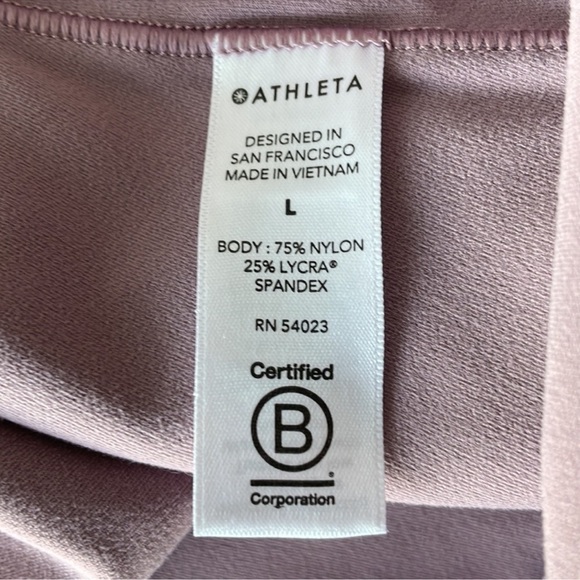 ATHLETA
DESIGNED IN
SAN FRANCISCO
MADE IN VIETNAM
L
BODY : 75% NYLON
25% LYCRA®
SPANDEX
RN 54023
Certified
B
Corporation